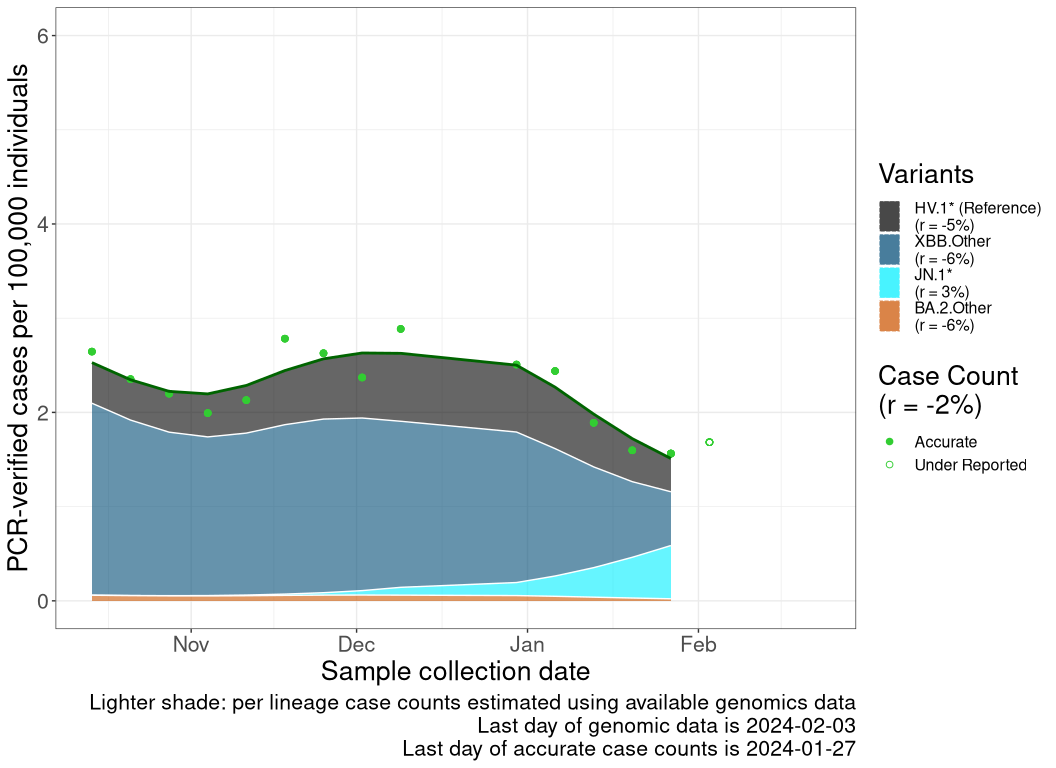 PCR-verified cases per 100,000 individuals
6
4
2
0
Nov
Dec
Jan
Feb
Sample collection date
Lighter shade: per lineage case counts estimated using available genomics data
Last day of genomic data is 2024-02-03
Last day of accurate case counts is 2024-01-27
Variants
HV.1* (Reference)
(r = -5%)
XBB.Other
(r = -6%)
JN.1*
(r = 3%)
BA.2.Other
(r = -6%)
Case Count
(r = -2%)
Accurate
Under Reported